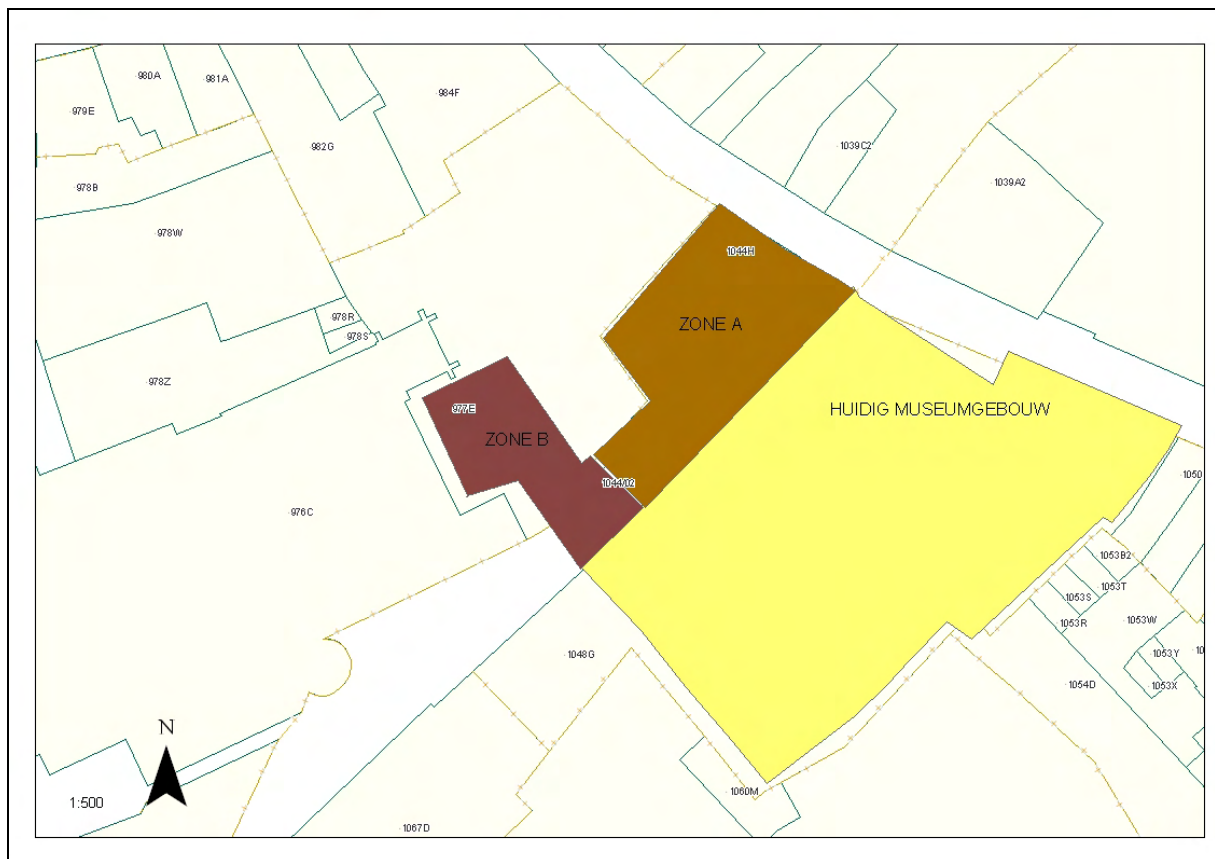 980A
981A
979E
984F
982G
1039C2
978B
1039A2
978W
1044H
978R
978S
ZONE A
978Z
977E
HUIDIG MUSEUMGEBOUW
ZONE B
1044/02
1050
976C
1053B2
1053T
1053S
1053R
1053W
1048G
1053Y
10
1054D
1053X
N
1:500
1060M
1067D